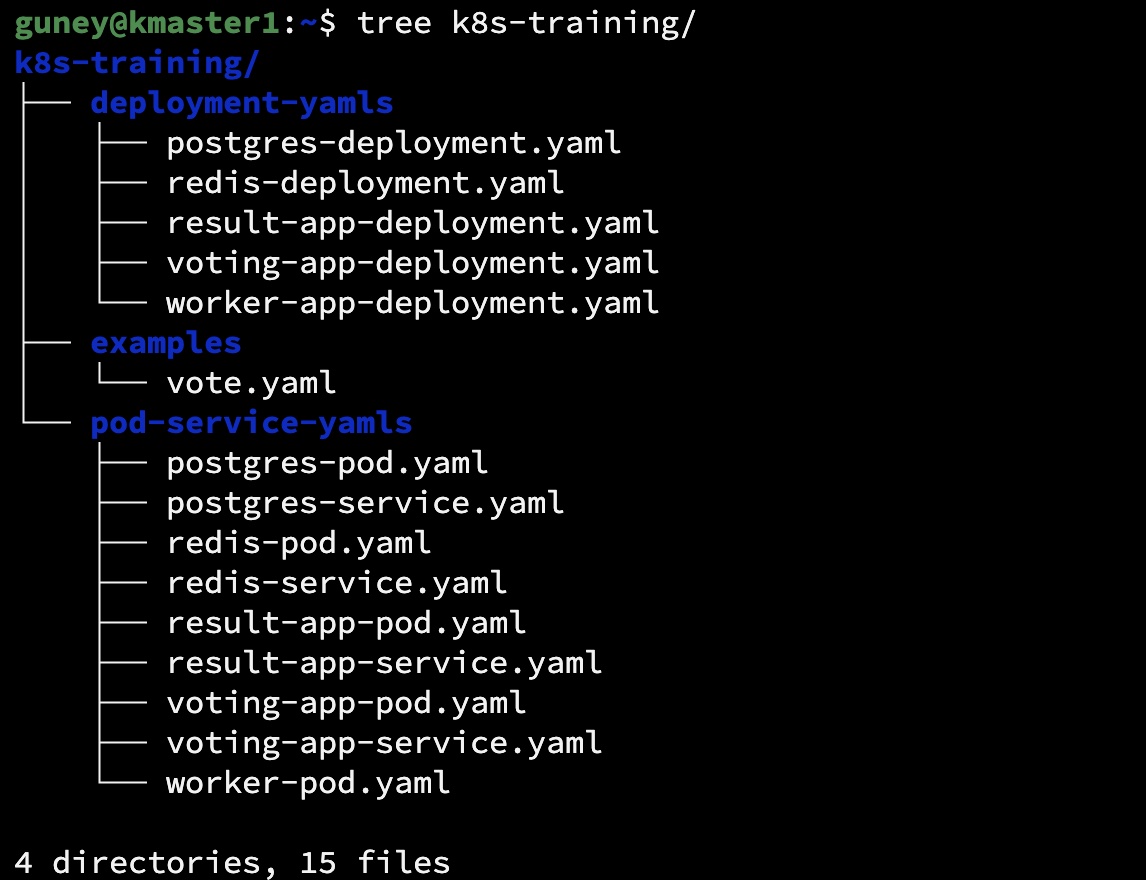 guney@kmaster1:~$ tree k8s-training/
k8s-training/
├── deployment-yamls
│   ├── postgres-deployment.yaml
│   ├── redis-deployment.yaml
│   ├── result-app-deployment.yaml
│   ├── voting-app-deployment.yaml
│   └── worker-app-deployment.yaml
├── examples
│   └── vote.yaml
└── pod-service-yamls
    ├── postgres-pod.yaml
    ├── postgres-service.yaml
    ├── redis-pod.yaml
    ├── redis-service.yaml
    ├── result-app-pod.yaml
    ├── result-app-service.yaml
    ├── voting-app-pod.yaml
    ├── voting-app-service.yaml
    └── worker-pod.yaml

4 directories, 15 files